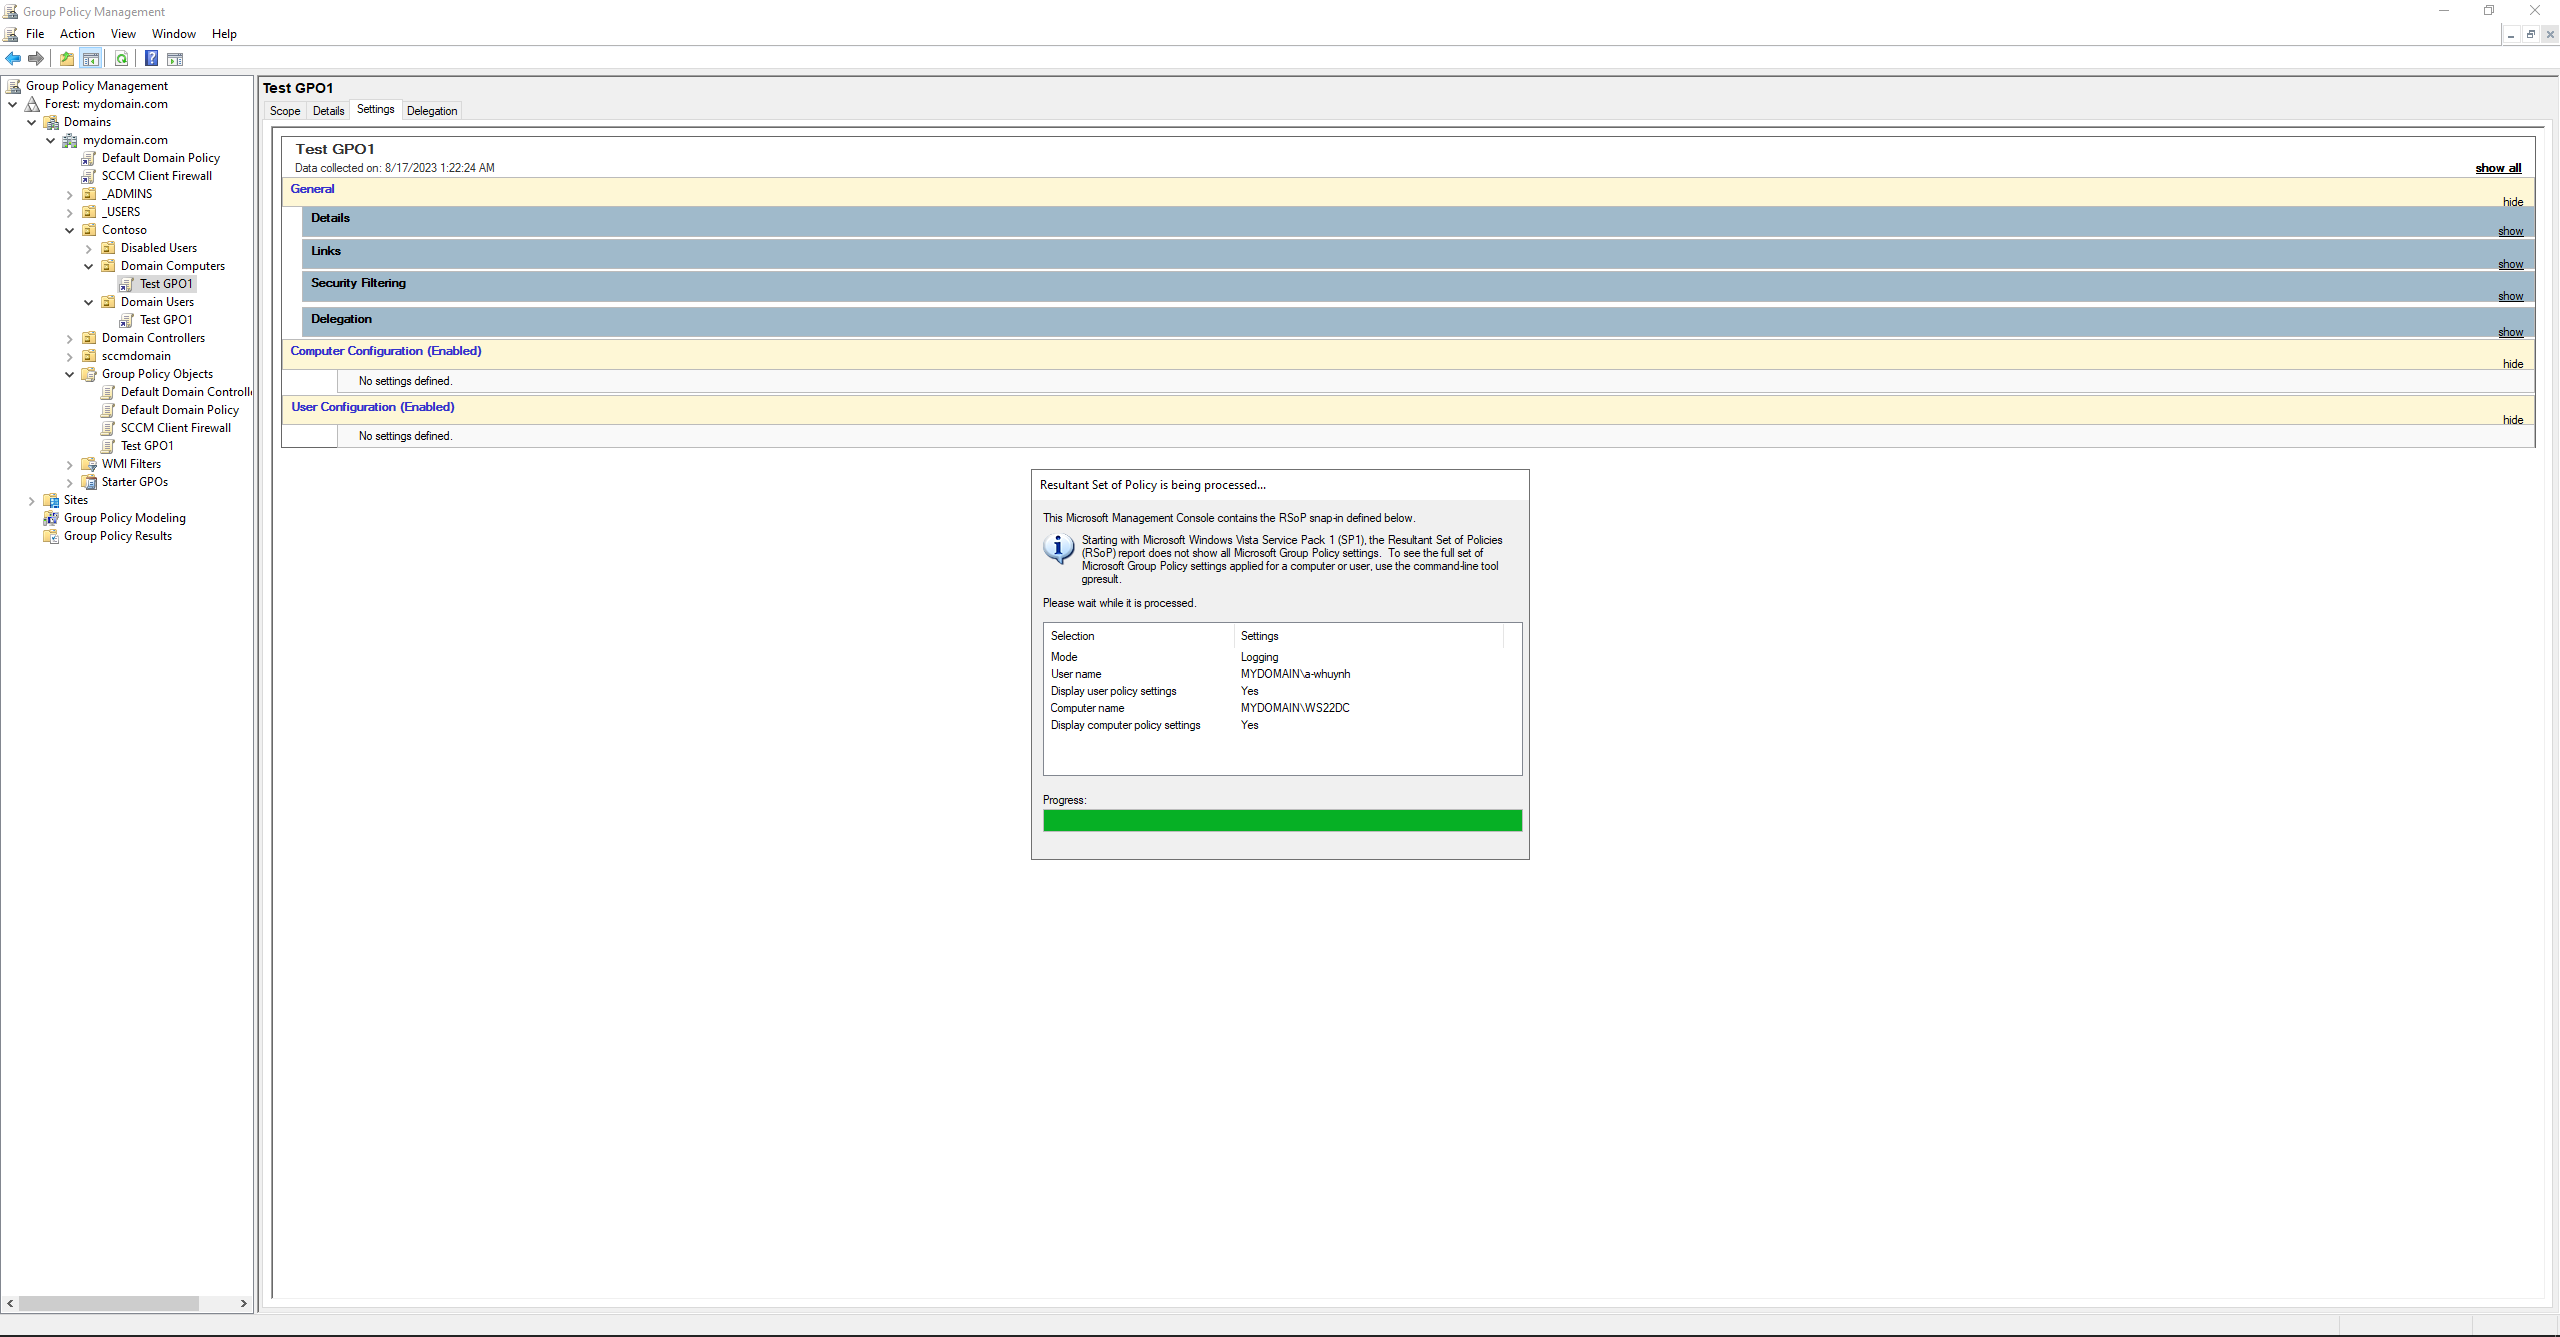 Group Policy Management
File Action View Window Help
Group Policy Management
Forest: mydomain.com
Domains
mydomain.com
Default Domain Policy
SCCM Client Firewall
_ADMINS
_USERS
Contoso
Disabled Users
Domain Computers
Test GPO1
Domain Users
Test GPO1
Domain Controllers
sccmdomain
Group Policy Objects
Default Domain Controlle
Default Domain Policy
SCCM Client Firewall
Test GPO1
WMI Filters
Starter GPOs
Sites
Group Policy Modeling
Group Policy Results
Test GPO1
Scope Details Settings Delegation
Test GPO1
Data collected on: 8/17/2023 1:22:24 AM
show all
General
hide
Details
show
Links
show
Security Filtering
show
Delegation
show
Computer Configuration (Enabled)
hide
No settings defined.
User Configuration (Enabled)
hide
No settings defined.
Resultant Set of Policy is being processed...
This Microsoft Management Console contains the RSoP snap-in defined below.
Starting with Microsoft Windows Vista Service Pack 1 (SP1), the Resultant Set of Policies
(RSoP) report does not show all Microsoft Group Policy settings. To see the full set of
Microsoft Group Policy settings applied for a computer or user, use the command-line tool
gpresult.
Please wait while it is processed.
Selection Settings
Mode Logging
User name MYDOMAIN\a-whuynh
Display user policy settings Yes
Computer name MYDOMAIN\WS22DC
Display computer policy settings Yes
Progress: